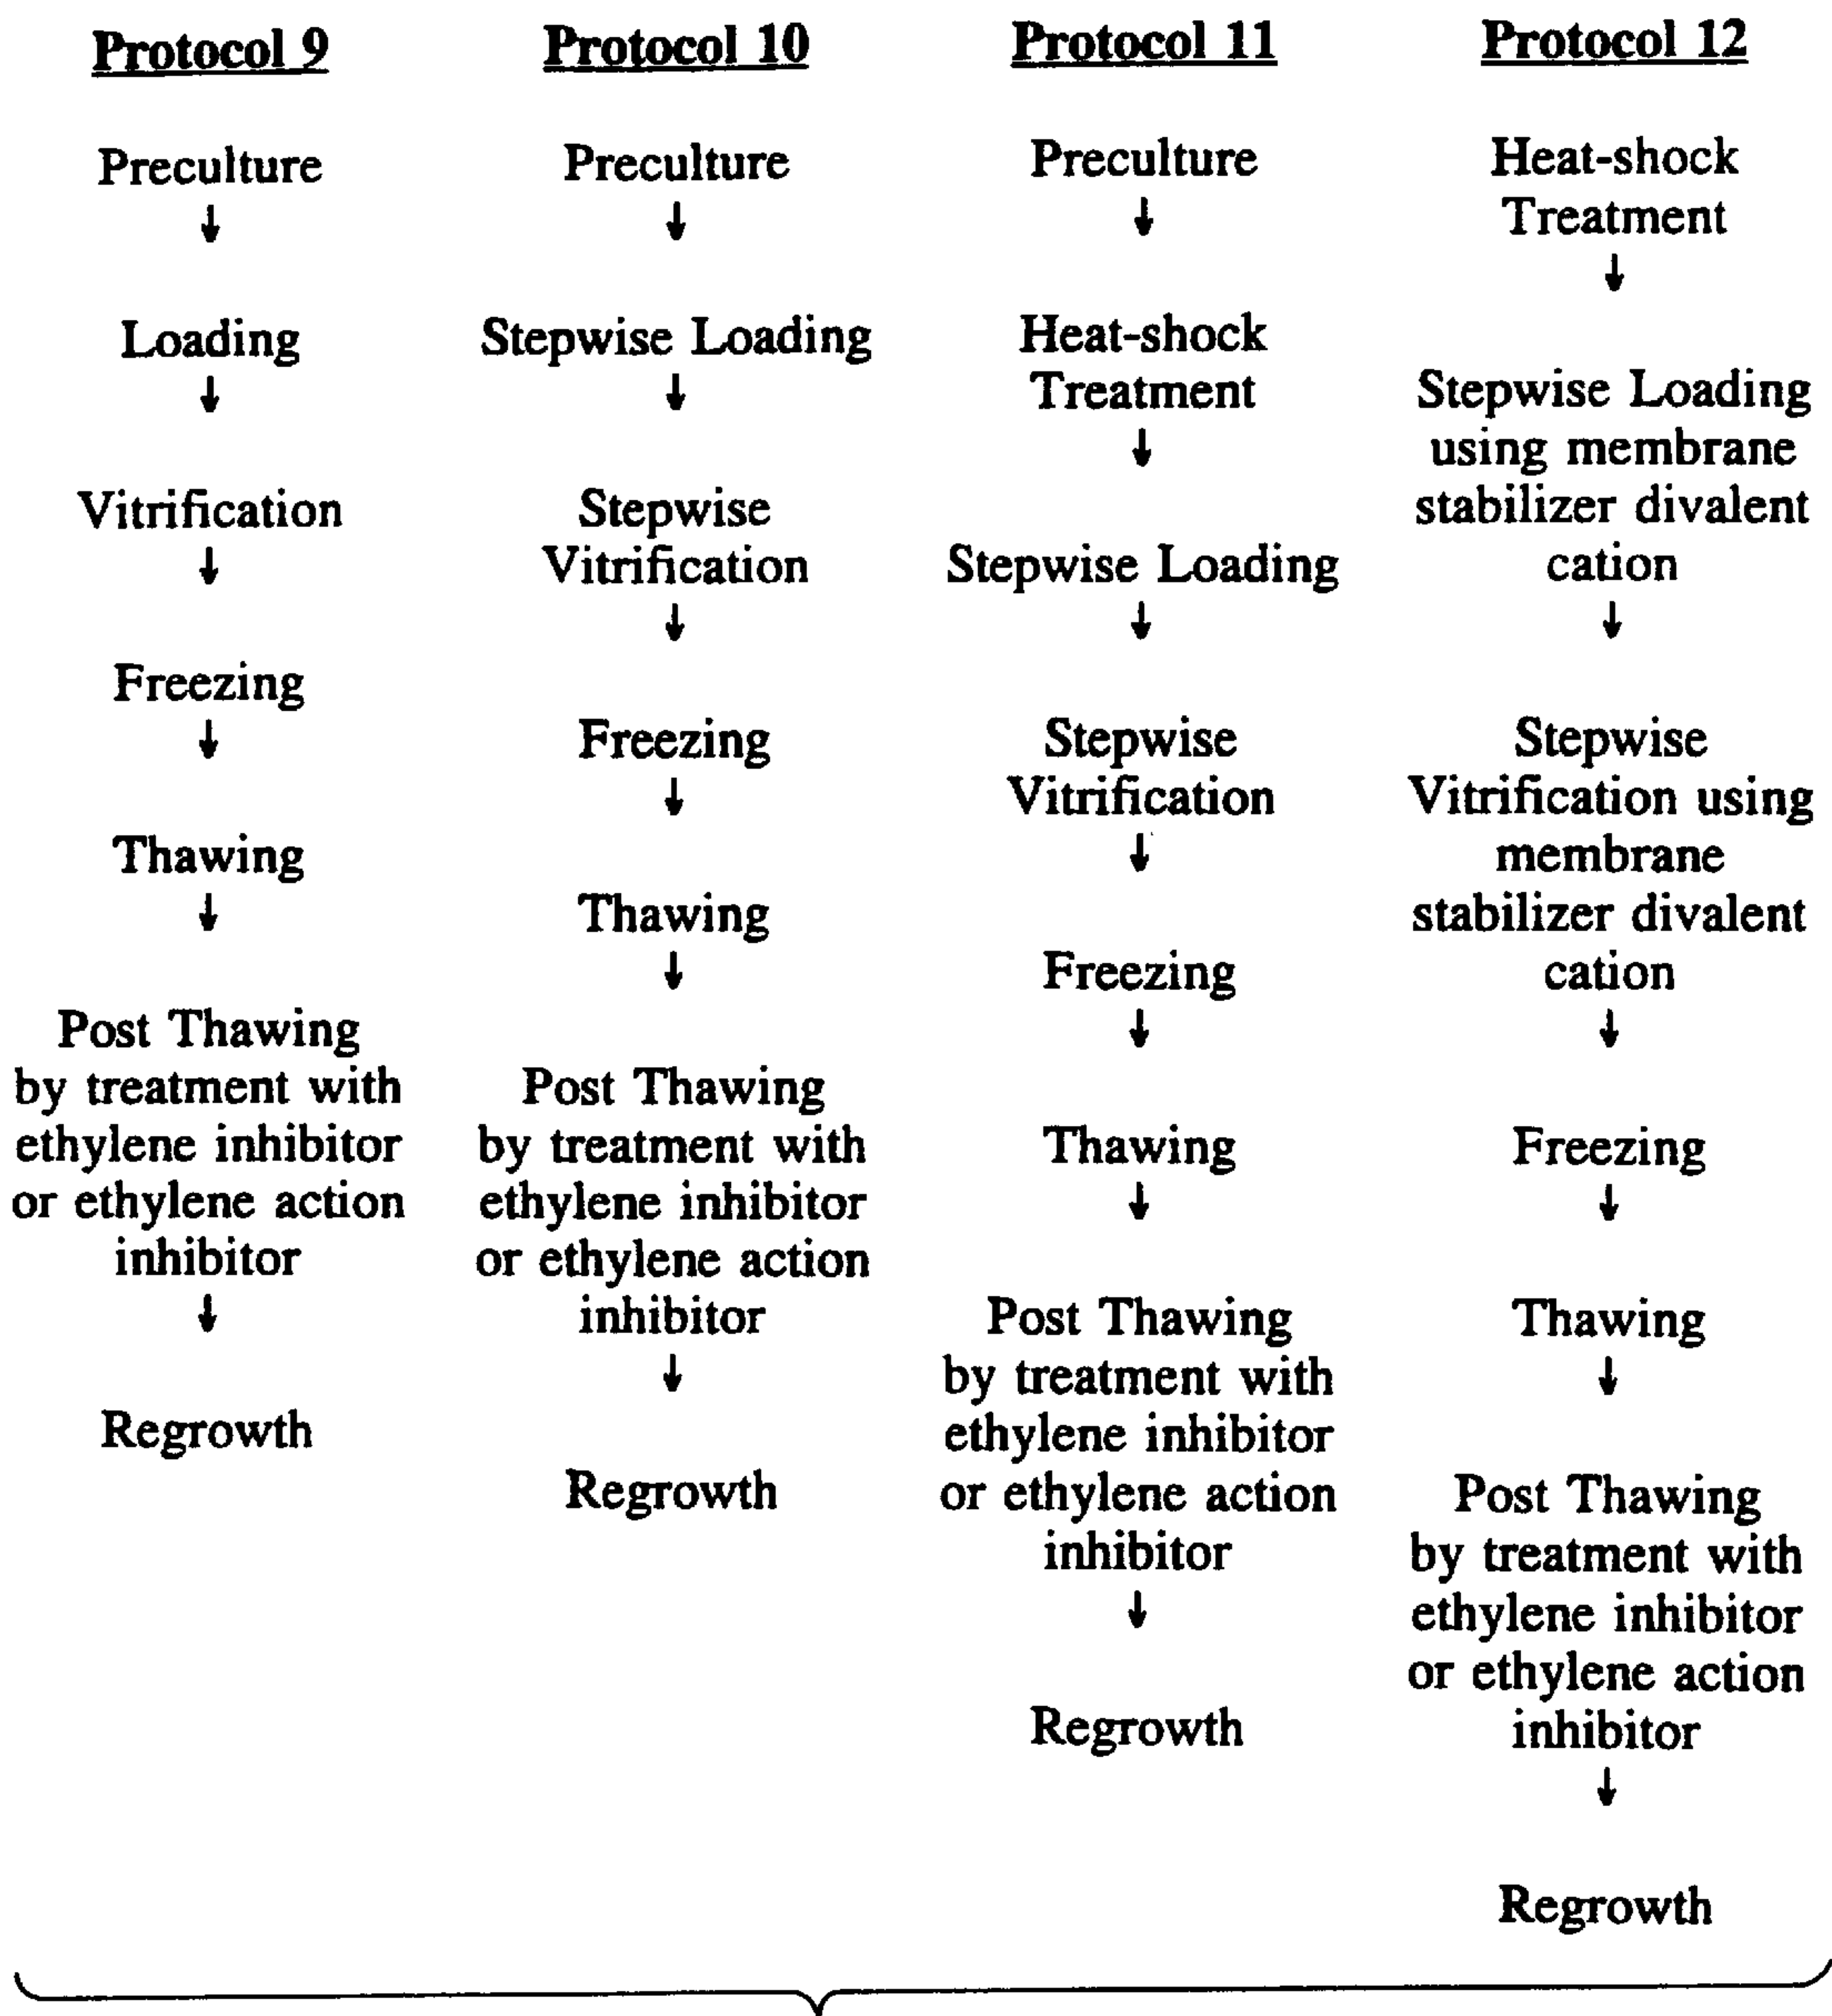 Protocol 9
Preculture
↓
Loading
↓
Vitrification
↓
Freezing
↓
Thawing
↓
Post Thawing
by treatment with
ethylene inhibitor
or ethylene action
inhibitor
↓
Regrowth
Protocol 10
Preculture
↓
Stepwise Loading
↓
Stepwise
Vitrification
↓
Freezing
↓
Thawing
↓
Post Thawing
by treatment with
ethylene inhibitor
or ethylene action
inhibitor
↓
Regrowth
Protocol 11
Preculture
↓
Heat-shock
Treatment
↓
Stepwise Loading
↓
Stepwise
Vitrification
↓
Freezing
↓
Thawing
↓
Post Thawing
by treatment with
ethylene inhibitor
or ethylene action
inhibitor
↓
Regrowth
Protocol 12
Heat-shock
Treatment
↓
Stepwise Loading
using membrane
stabilizer divalent
cation
↓
Stepwise
Vitrification using
membrane
stabilizer divalent
cation
↓
Freezing
↓
Thawing
↓
Post Thawing
by treatment with
ethylene inhibitor
or ethylene action
inhibitor
↓
Regrowth